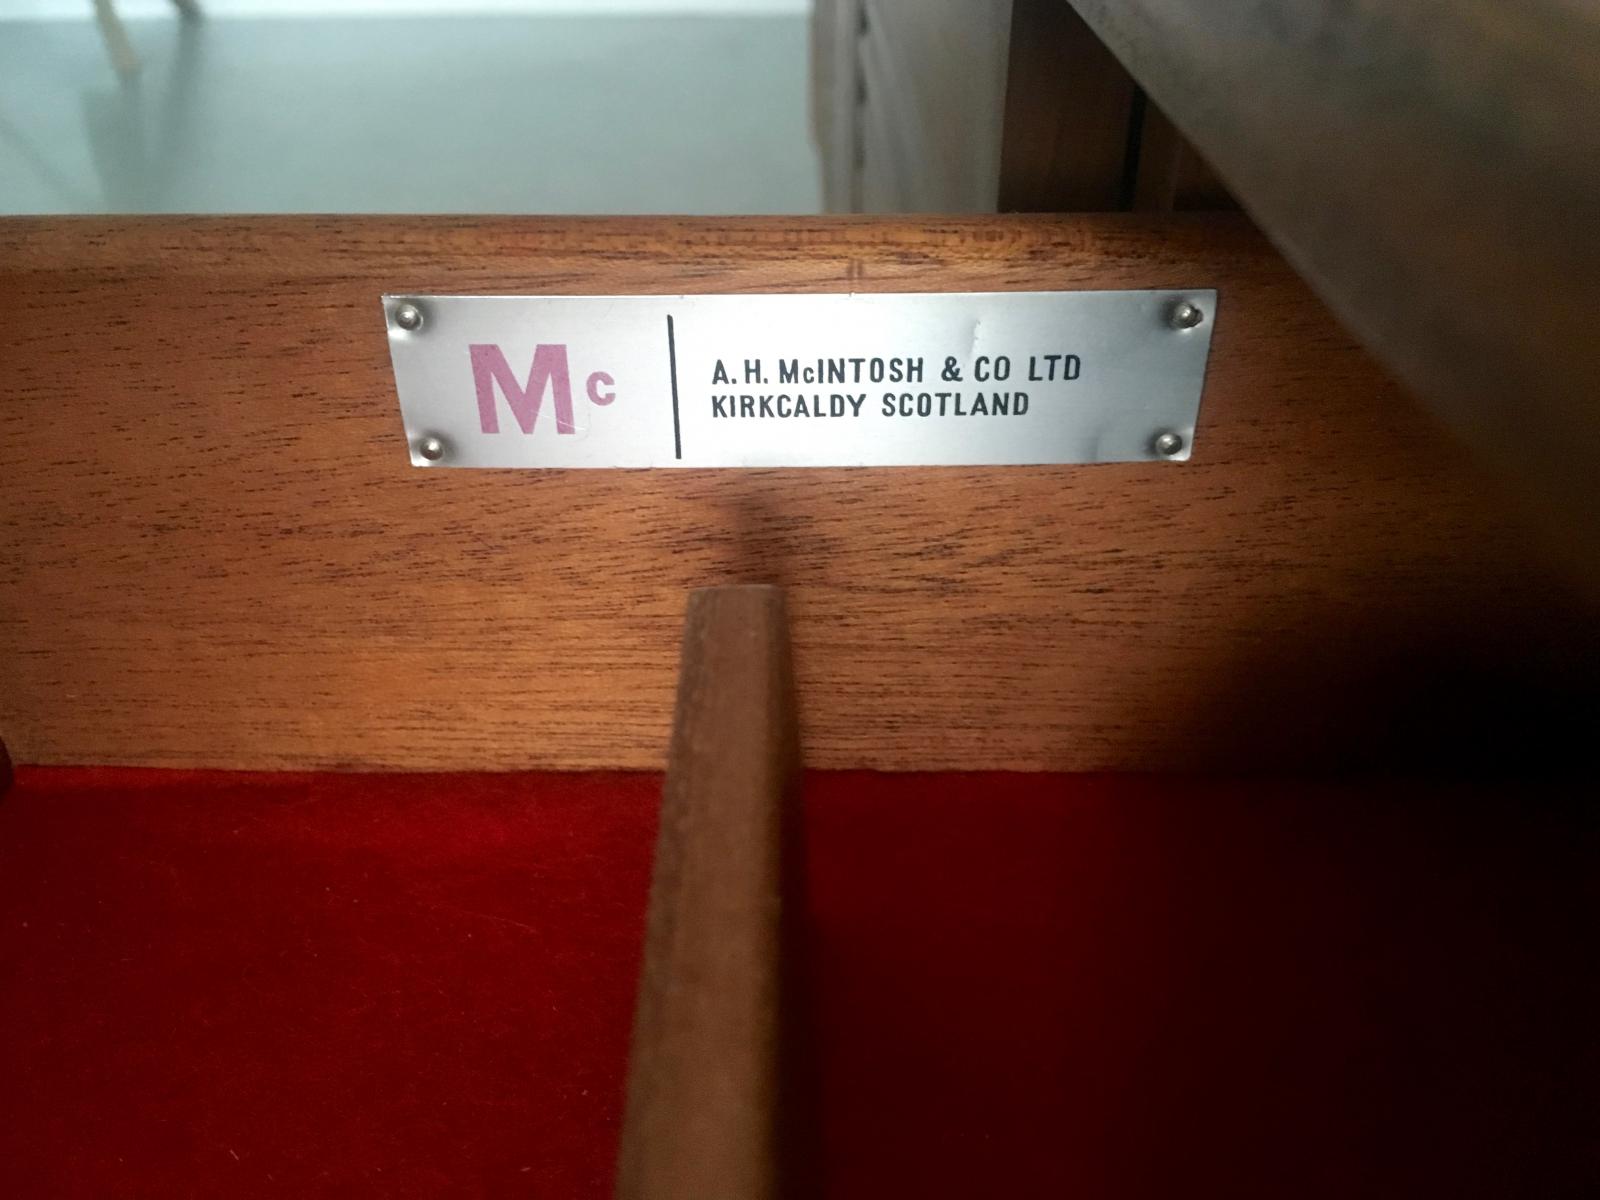 Mc
A. H. McINTOSH & CO LTD
KIRKCALDY SCOTLAND